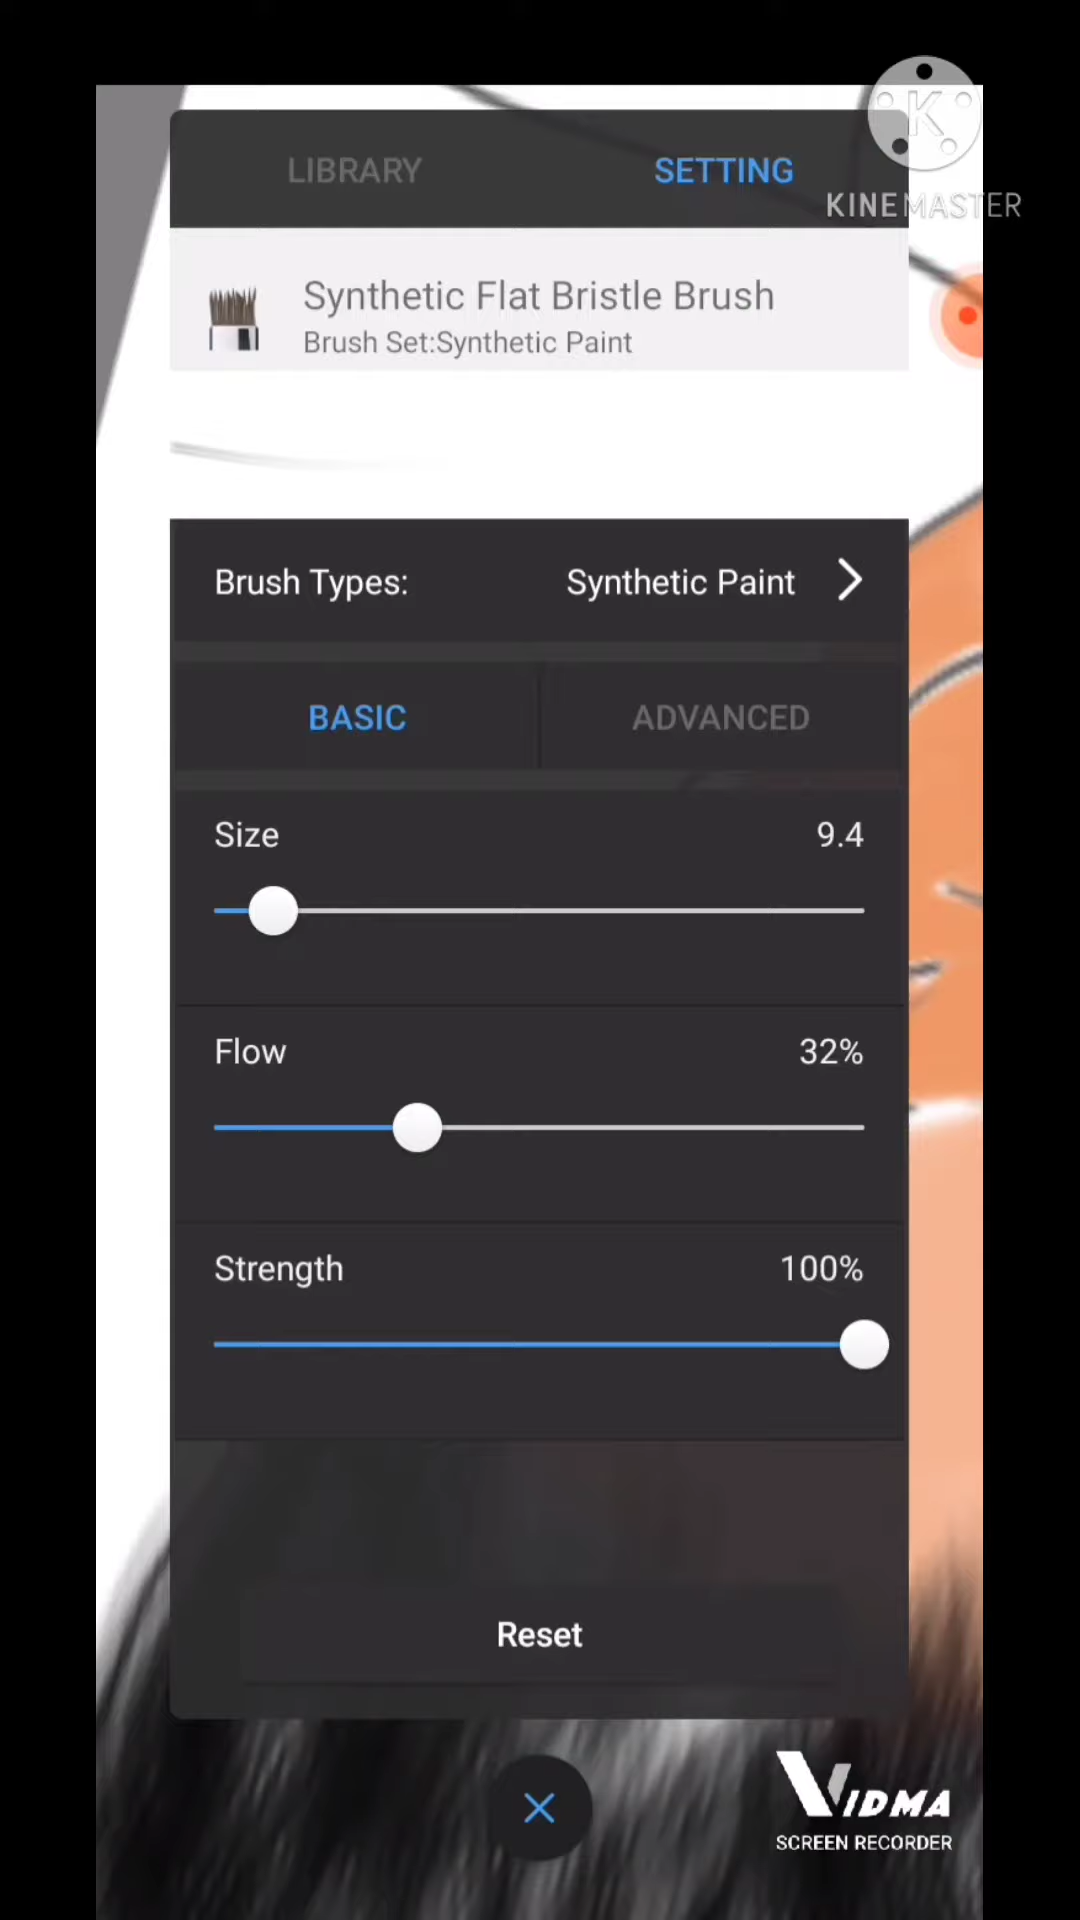 LIBRARY SETTING
K
KINEMASTER
Synthetic Flat Bristle Brush
Brush Set:Synthetic Paint
Brush Types: Synthetic Paint
BASIC ADVANCED
Size 9.4
Flow 32%
Strength 100%
Reset
VIDMA
SCREEN RECORDER